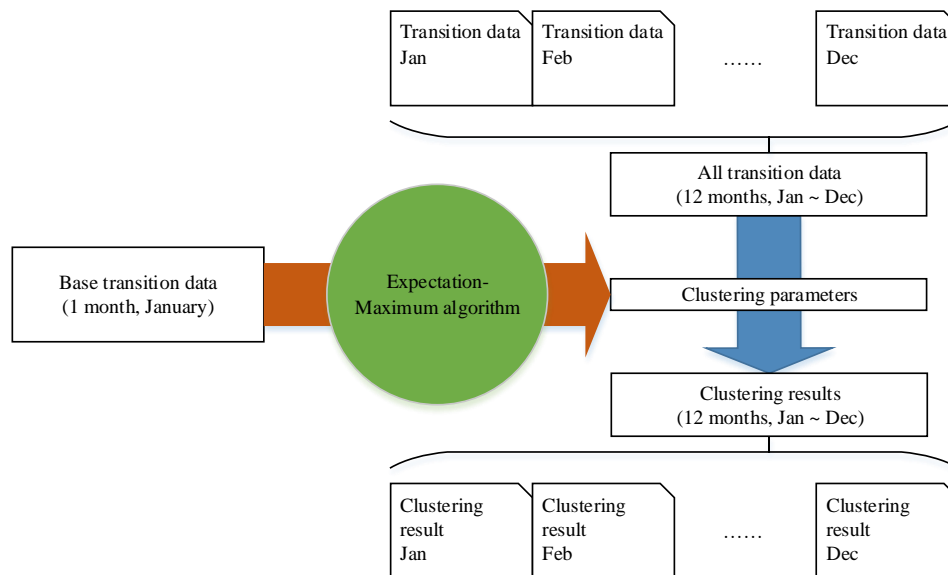 Transition data
Jan
Transition data
Feb
……
Transition data
Dec
All transition data
(12 months, Jan ~ Dec)
Base transition data
(1 month, January)
Expectation-
Maximum algorithm
Clustering parameters
Clustering results
(12 months, Jan ~ Dec)
Clustering
result
Jan
Clustering
result
Feb
……
Clustering
result
Dec